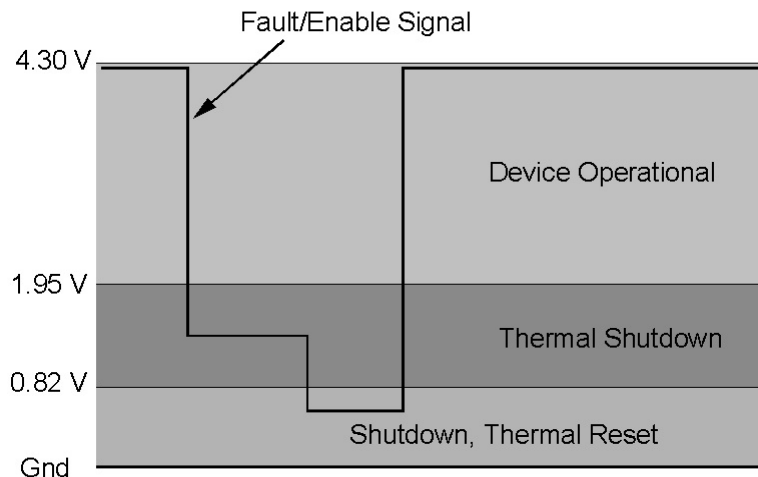 Fault/Enable Signal
4.30 V
Device Operational
1.95 V
Thermal Shutdown
0.82 V
Shutdown, Thermal Reset
Gnd